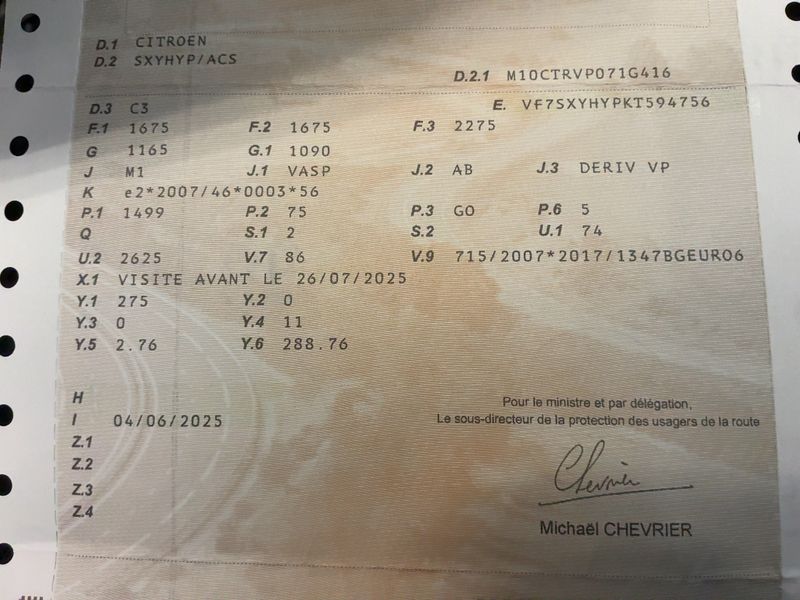 D.1 CITROEN
D.2 SXYHYP/ACS
D.2.1 M10CTRVP071G416
D.3 C3 E. VF7SXYHYPKT594756
F.1 1675 F.2 1675 F.3 2275
G 1165 G.1 1090
J M1 J.1 VASP J.2 AB J.3 DERIV VP
K e2*2007/46*0003*56
P.1 1499 P.2 75 P.3 GO P.6 5
Q S.1 2 S.2 U.1 74
U.2 2625 V.7 86 V.9 715/2007*2017/1347BGEURO6
X.1 VISITE AVANT LE 26/07/2025
Y.1 275 Y.2 0
Y.3 0 Y.4 11
Y.5 2.76 Y.6 288.76
H
I 04/06/2025
Z.1
Z.2
Z.3
Z.4
Pour le ministre et par délégation,
Le sous-directeur de la protection des usagers de la route
Chevrier
Michaël CHEVRIER